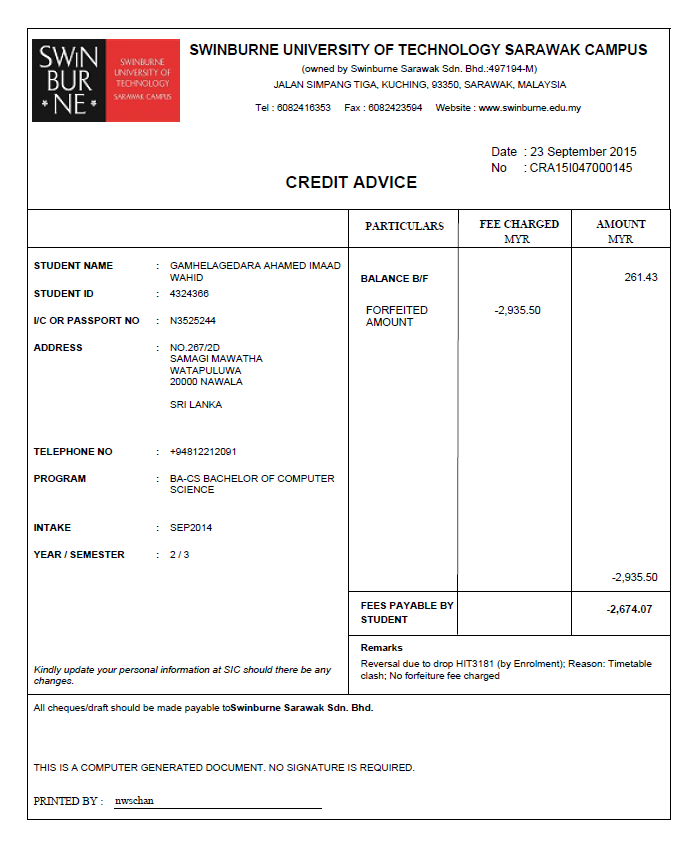 SWIN
BUR
* NE *
SWINBURNE
UNIVERSITY OF
TECHNOLOGY
SARAWAK CAMPUS
SWINBURNE UNIVERSITY OF TECHNOLOGY SARAWAK CAMPUS
(owned by Swinburne Sarawak Sdn. Bhd.:497194-M)
JALAN SIMPANG TIGA, KUCHING, 93350, SARAWAK, MALAYSIA
Tel : 6082416353 Fax : 6082423594 Website : www.swinburne.edu.my
Date : 23 September 2015
No : CRA15I047000145
CREDIT ADVICE
PARTICULARS FEE CHARGED AMOUNT
MYR MYR
STUDENT NAME : GAMHELAGEDARA AHAMED IMAAD
WAHID
STUDENT ID : 4324366
I/C OR PASSPORT NO : N3525244
ADDRESS : NO.267/2D
SAMAGI MAWATHA
WATAPULUWA
20000 NAWALA
SRI LANKA
TELEPHONE NO : +94812212091
PROGRAM : BA-CS BACHELOR OF COMPUTER
SCIENCE
INTAKE : SEP2014
YEAR / SEMESTER : 2 / 3
BALANCE B/F 261.43
FORFEITED -2,935.50
AMOUNT
-2,935.50
FEES PAYABLE BY -2,674.07
STUDENT
Remarks
Reversal due to drop HIT3181 (by Enrolment); Reason: Timetable
clash; No forfeiture fee charged
Kindly update your personal information at SIC should there be any
changes.
All cheques/draft should be made payable toSwinburne Sarawak Sdn. Bhd.
THIS IS A COMPUTER GENERATED DOCUMENT. NO SIGNATURE IS REQUIRED.
PRINTED BY : nwschan